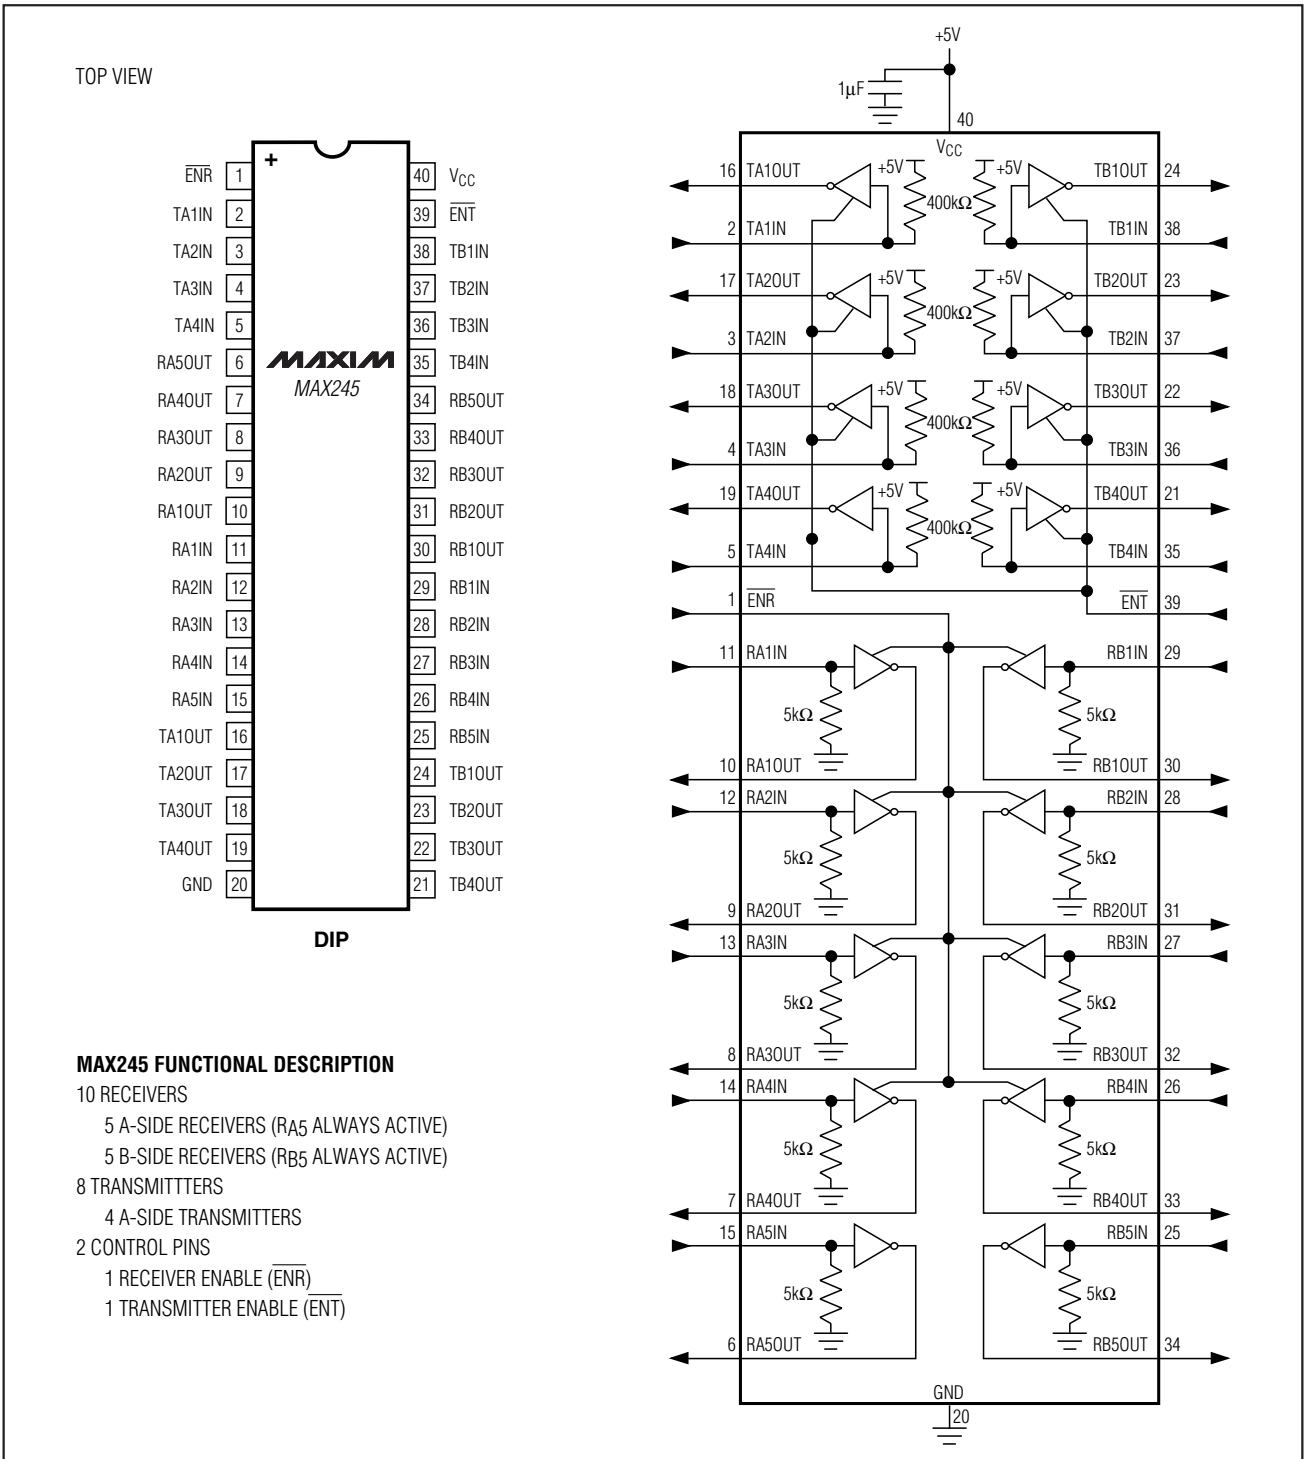 TOP VIEW
+
ENR 1
TA1IN 2
TA2IN 3
TA3IN 4
TA4IN 5
RA5OUT 6
RA4OUT 7
RA3OUT 8
RA2OUT 9
RA1OUT 10
RA1IN 11
RA2IN 12
RA3IN 13
RA4IN 14
RA5IN 15
TA1OUT 16
TA2OUT 17
TA3OUT 18
TA4OUT 19
GND 20
MAXIM
MAX245
40 VCC
39 ENT
38 TB1IN
37 TB2IN
36 TB3IN
35 TB4IN
34 RB5OUT
33 RB4OUT
32 RB3OUT
31 RB2OUT
30 RB1OUT
29 RB1IN
28 RB2IN
27 RB3IN
26 RB4IN
25 RB5IN
24 TB1OUT
23 TB2OUT
22 TB3OUT
21 TB4OUT
DIP
MAX245 FUNCTIONAL DESCRIPTION
10 RECEIVERS
5 A-SIDE RECEIVERS (RA5 ALWAYS ACTIVE)
5 B-SIDE RECEIVERS (RB5 ALWAYS ACTIVE)
8 TRANSMITTTERS
4 A-SIDE TRANSMITTERS
2 CONTROL PINS
1 RECEIVER ENABLE (ENR)
1 TRANSMITTER ENABLE (ENT)
+5V
1µF
40
VCC
16 TA1OUT +5V +5V TB1OUT 24
400kΩ
2 TA1IN TB1IN 38
17 TA2OUT +5V +5V TB2OUT 23
400kΩ
3 TA2IN TB2IN 37
18 TA3OUT +5V +5V TB3OUT 22
400kΩ
4 TA3IN TB3IN 36
19 TA4OUT +5V +5V TB4OUT 21
400kΩ
5 TA4IN TB4IN 35
1 ENR ENT 39
11 RA1IN RB1IN 29
5kΩ 5kΩ
10 RA1OUT RB1OUT 30
12 RA2IN RB2IN 28
5kΩ 5kΩ
9 RA2OUT RB2OUT 31
13 RA3IN RB3IN 27
5kΩ 5kΩ
8 RA3OUT RB3OUT 32
14 RA4IN RB4IN 26
5kΩ 5kΩ
7 RA4OUT RB4OUT 33
15 RA5IN RB5IN 25
5kΩ 5kΩ
6 RA5OUT RB5OUT 34
GND
20